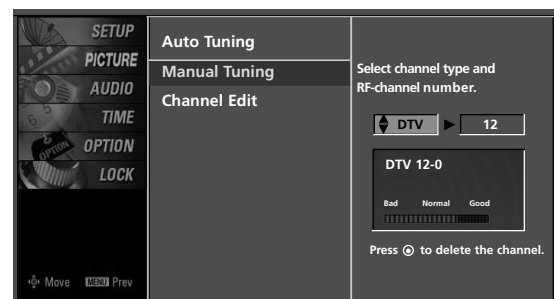 SETUP
PICTURE
AUDIO
TIME
OPTION
LOCK
Move MENU Prev
Auto Tuning
Manual Tuning
Channel Edit
Select channel type and
RF-channel number.
DTV 12
DTV 12-0
Bad Normal Good
Press to delete the channel.